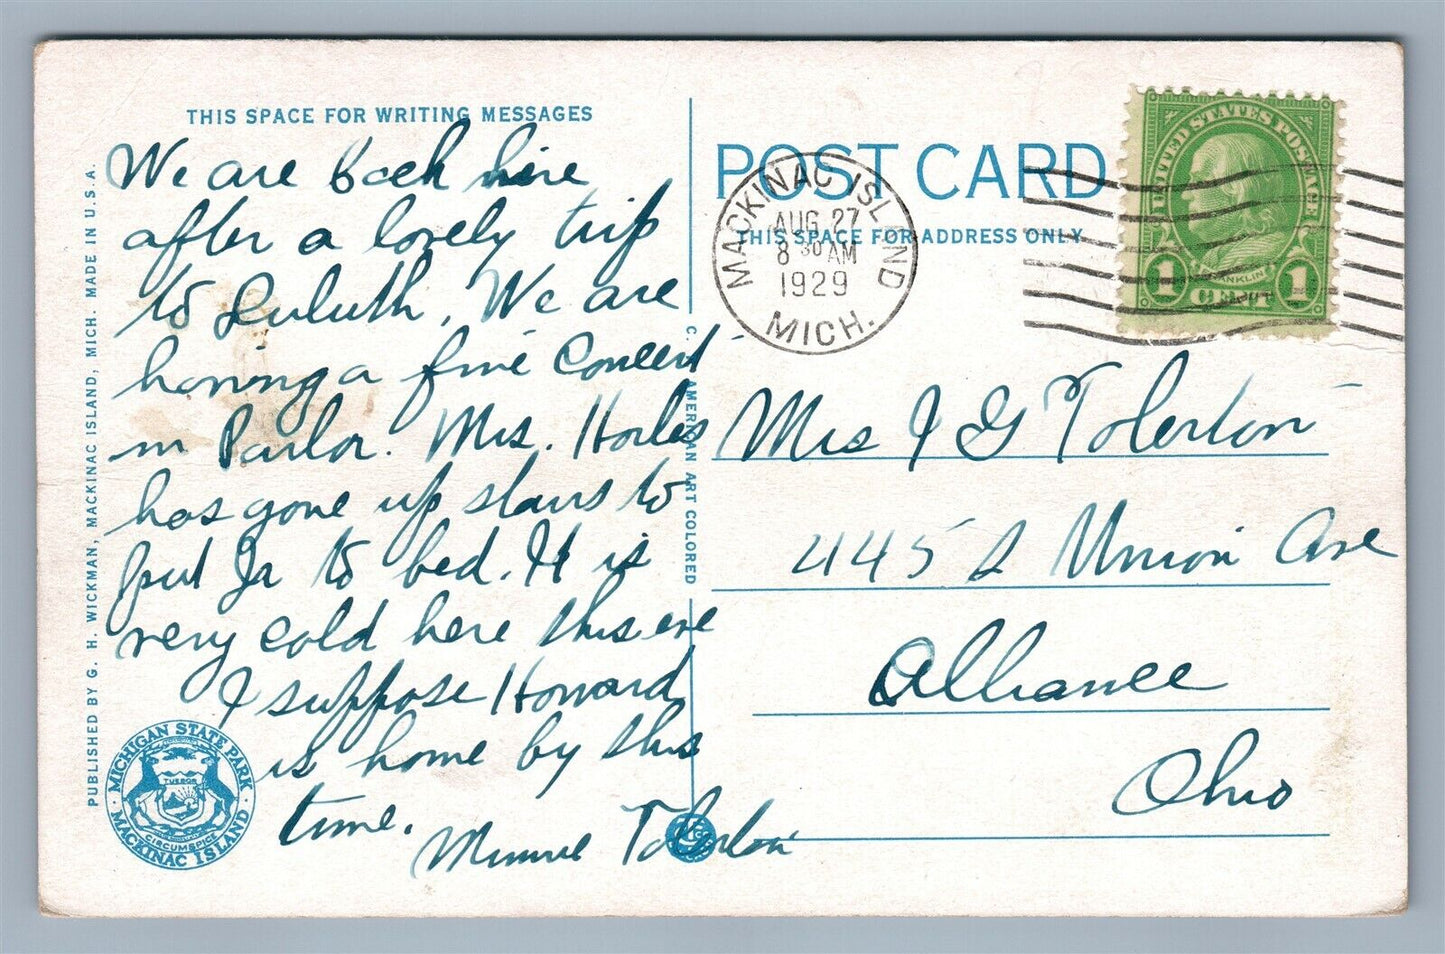 THIS SPACE FOR WRITING MESSAGES
We are back here
after a lovely trip
to Duluth, We are
having a fine Concert
in Parlor. Mrs.
has gone up stairs to
put Jr to bed. It is
very cold here this eve
I suppose Howard
is home by this
time.
Minnie Tolerton
PUBLISHED BY G. H. WICKMAN, MACKINAC ISLAND, MICH. MADE IN U.S.A.
MICHIGAN STATE PARK
TUEBOR
CIRCUMSPICE
MACKINAC ISLAND
C. AMERICAN ART COLORED
POST CARD
THIS SPACE FOR ADDRESS ONLY
MACKINAC ISLAND
AUG 27
8 30 AM
1929
MICH.
UNITED STATES POSTAGE
FRANKLIN
1 CENT 1
Mrs J G Tolerton
445 S Union Ave
Alliance
Ohio